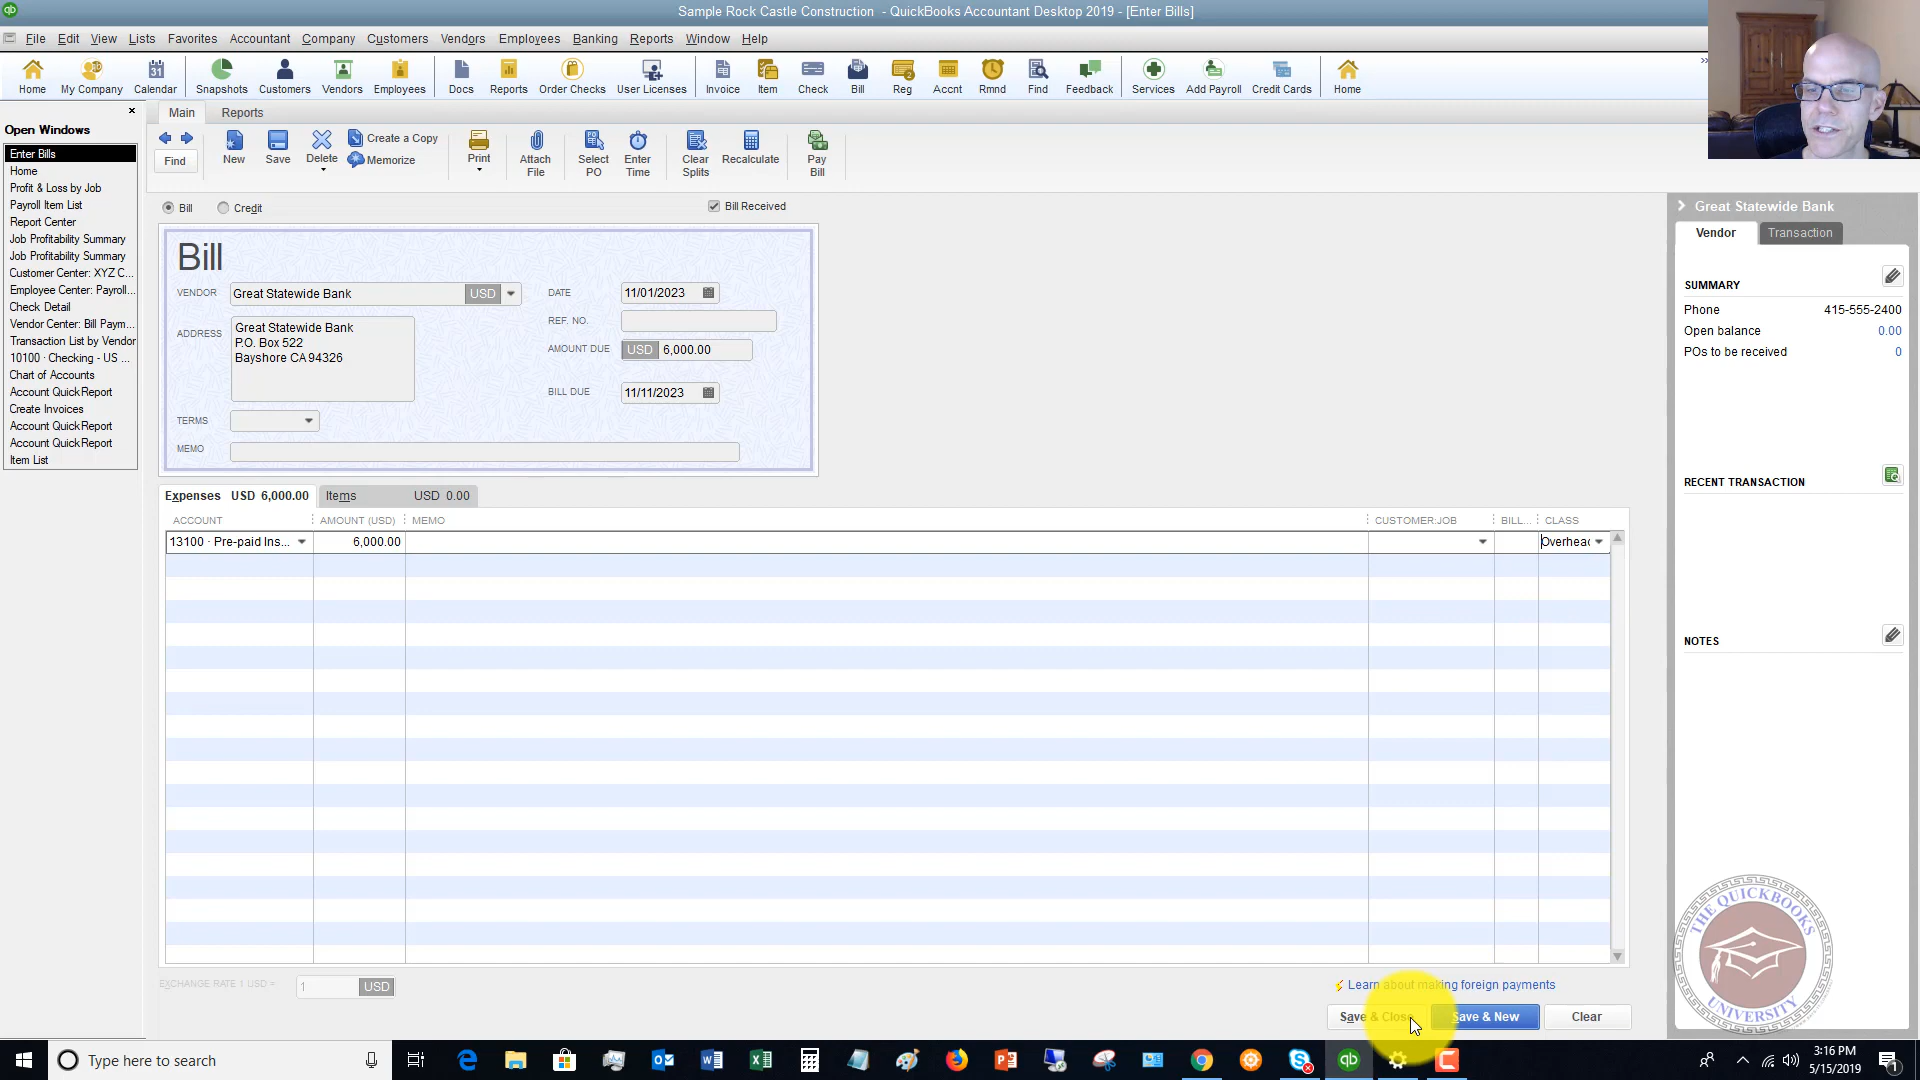 Sample Rock Castle Construction - QuickBooks Accountant Desktop 2019 - [Enter Bills]
File Edit View Lists Favorites Accountant Company Customers Vendors Employees Banking Reports Window Help
Home My Company Calendar Snapshots Customers Vendors Employees Docs Reports Order Checks User Licenses Invoice Item Check Bill Reg Accnt Rmnd Find Feedback Services Add Payroll Credit Cards Home
Open Windows
Enter Bills
Home
Profit & Loss by Job
Payroll Item List
Report Center
Job Profitability Summary
Job Profitability Summary
Customer Center: XYZ C...
Employee Center: Payroll...
Check Detail
Vendor Center: Bill Paym...
Transaction List by Vendor
10100 · Checking - US ...
Chart of Accounts
Account QuickReport
Create Invoices
Account QuickReport
Account QuickReport
Item List
Main Reports
Find New Save Delete Create a Copy
Memorize
Print Attach File Select PO Enter Time Clear Splits Recalculate Pay Bill
Bill Credit Bill Received
Bill
VENDOR Great Statewide Bank USD
DATE 11/01/2023
ADDRESS
Great Statewide Bank
P.O. Box 522
Bayshore CA 94326
REF. NO.
AMOUNT DUE USD 6,000.00
BILL DUE 11/11/2023
TERMS
MEMO
Expenses USD 6,000.00 Items USD 0.00
ACCOUNT AMOUNT (USD) MEMO CUSTOMER:JOB BILL... CLASS
13100 · Pre-paid Ins... 6,000.00
EXCHANGE RATE 1 USD = 1 USD
Learn about making foreign payments
Save & Close Save & New Clear
Great Statewide Bank
Vendor Transaction
SUMMARY
Phone 415-555-2400
Open balance 0.00
POs to be received 0
RECENT TRANSACTION
NOTES
THE QUICKBOOKS
UNIVERSITY
Type here to search
3:16 PM
5/15/2019